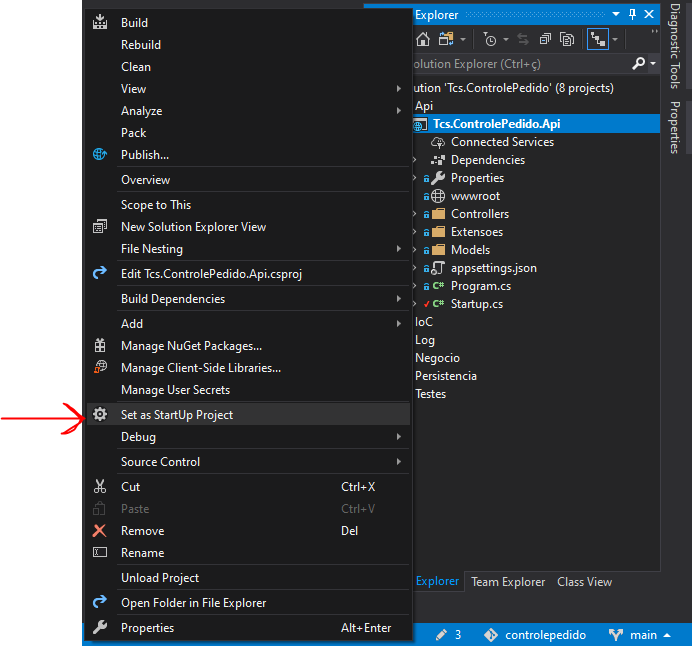 Build
Rebuild
Clean
View
Analyze
Pack
Publish...
Overview
Scope to This
New Solution Explorer View
File Nesting
Edit Tcs.ControlePedido.Api.csproj
Build Dependencies
Add
Manage NuGet Packages...
Manage Client-Side Libraries...
Manage User Secrets
Set as StartUp Project
Debug
Source Control
Cut Ctrl+X
Paste Ctrl+V
Remove Del
Rename
Unload Project
Open Folder in File Explorer
Properties Alt+Enter
Explorer
olution Explorer (Ctrl+ç)
ution 'Tcs.ControlePedido' (8 projects)
Api
Tcs.ControlePedido.Api
Connected Services
Dependencies
Properties
wwwroot
Controllers
Extensoes
Models
appsettings.json
C# Program.cs
C# Startup.cs
IoC
Log
Negocio
Persistencia
Testes
Explorer Team Explorer Class View
3 controlepedido main
Diagnostic Tools
Properties